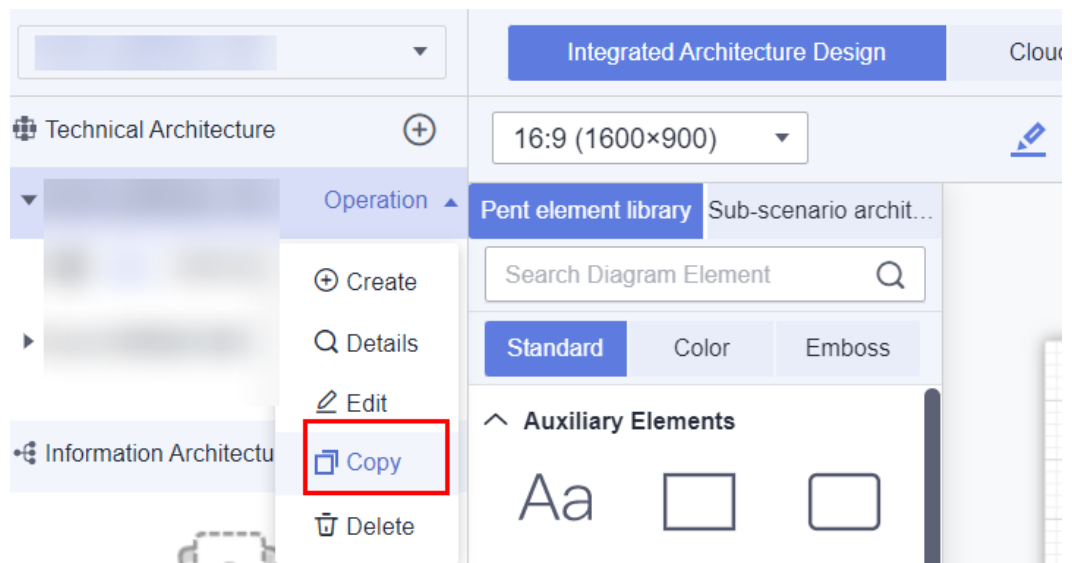 Integrated Architecture Design
Technical Architecture
16:9 (1600×900)
Operation
Pent element library
Sub-scenario archit...
Create
Search Diagram Element
Details
Standard
Color
Emboss
Edit
Auxiliary Elements
Information Architectu
Copy
Aa
Delete